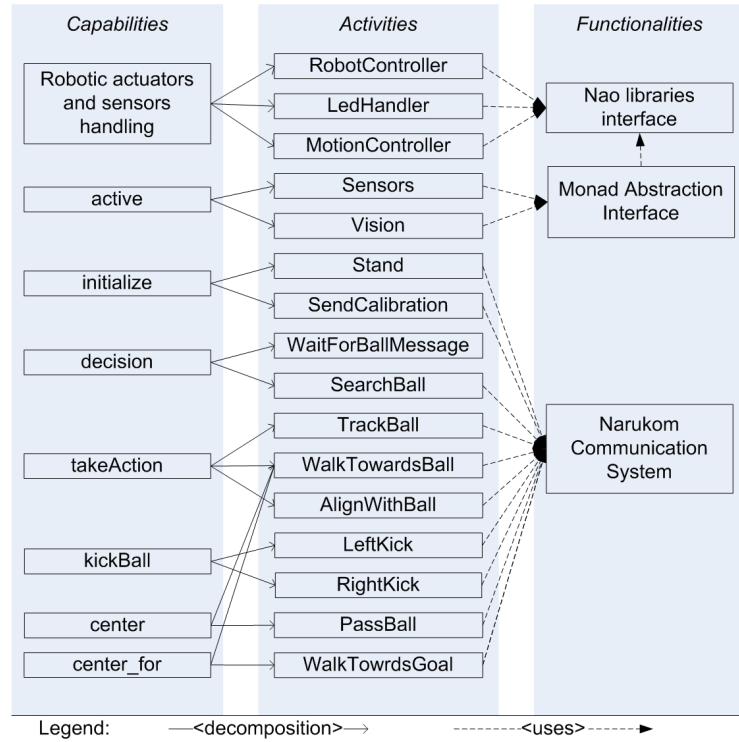 Capabilities
Activities
Functionalities
Robotic actuators
and sensors
handling
active
initialize
decision
takeAction
kickBall
center
center_for
RobotController
LedHandler
MotionController
Sensors
Vision
Stand
SendCalibration
WaitForBallMessage
SearchBall
TrackBall
WalkTowardsBall
AlignWithBall
LeftKick
RightKick
PassBall
WalkTowrdsGoal
Nao libraries
interface
Monad Abstraction
Interface
Narukom
Communication
System
Legend: <decomposition> <uses>